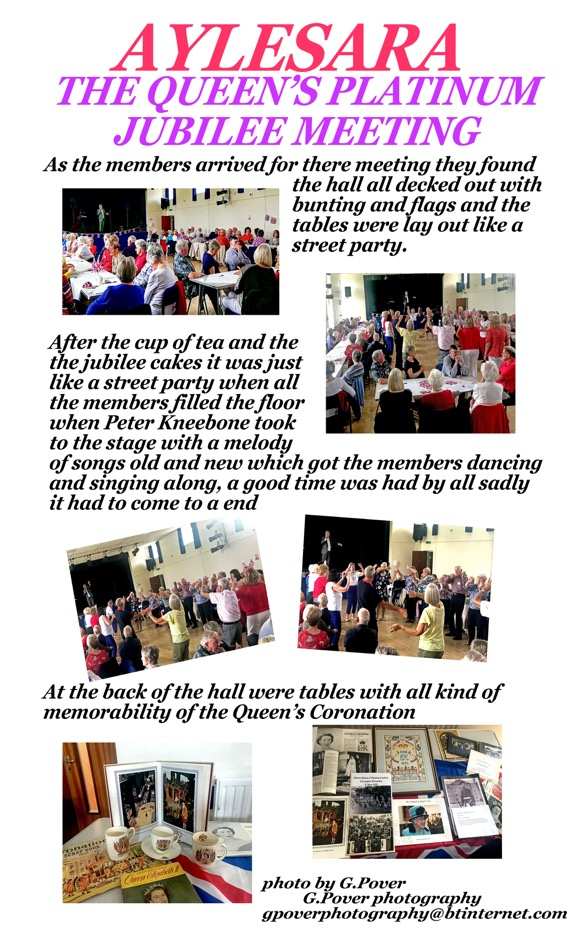 AYLESARA
THE QUEEN'S PLATINUM
JUBILEE MEETING
As the members arrived for there meeting they found
the hall all decked out with
bunting and flags and the
tables were lay out like a
street party.
After the cup of tea and the
the jubilee cakes it was just
like a street party when all
the members filled the floor
when Peter Kneebone took
to the stage with a melody
of songs old and new which got the members dancing
and singing along, a good time was had by all sadly
it had to come to a end
At the back of the hall were tables with all kind of
memorability of the Queen's Coronation
Queen Elizabeth II
photo by G.Pover
G.Pover photography
gpoverphotography@btinternet.com